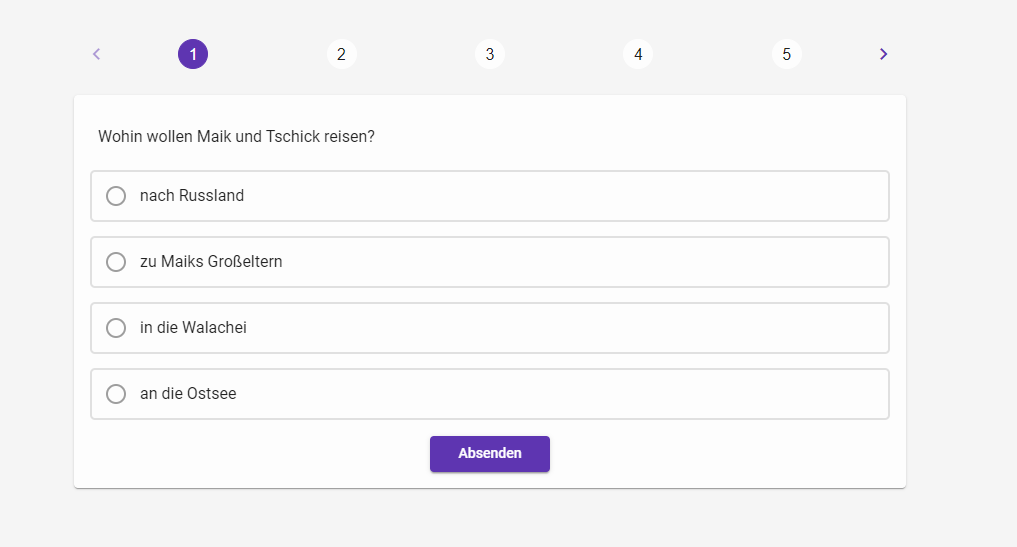 1 2 3 4 5
Wohin wollen Maik und Tschick reisen?
nach Russland
zu Maiks Großeltern
in die Walachei
an die Ostsee
Absenden